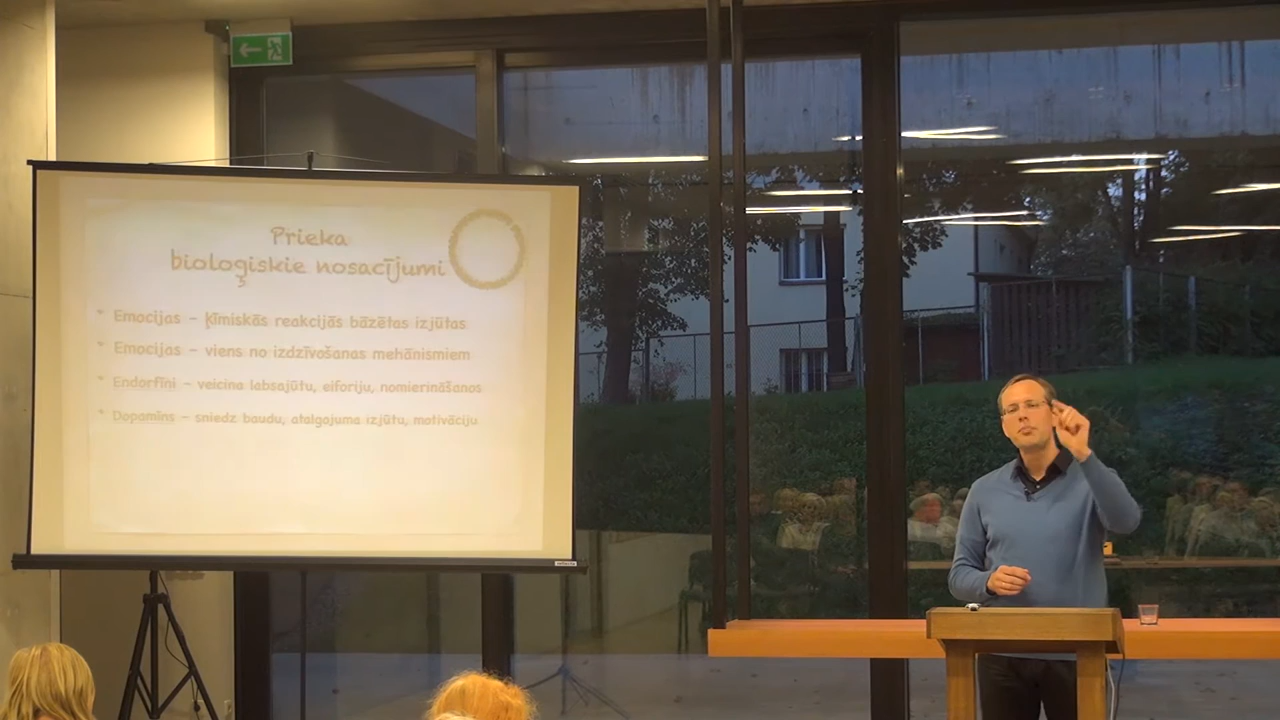 Prieka
bioloģiskie nosacījumi
* Emocijas - Ķīmiskās reakcijās bāzētas izjūtas
* Emocijas - viens no izdzīvošanas mehānismiem
* Endorfīni - veicina labsajūtu, eiforiju, nomierināšanos
* Dopamīns - sniedz baudu, atalgojuma izjūtu, motivāciju